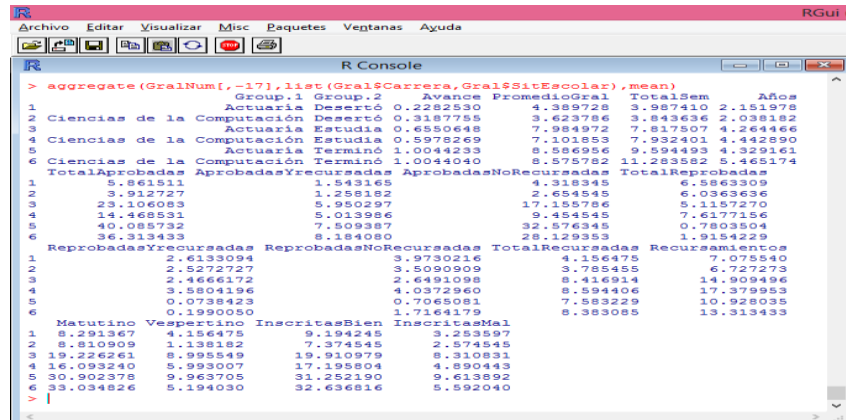 RGui
Archivo Editar Visualizar Misc Paquetes Ventanas Ayuda
STOP
R Console
> aggregate(GralNum[,-17],list(Gral$Carrera,Gral$SitEscolar),mean)
Group.1 Group.2 Avance PromedioGral TotalSem Años
1 Actuaria Desertó 0.2282530 4.389728 3.987410 2.151978
2 Ciencias de la Computación Desertó 0.3187755 3.623786 3.843636 2.038182
3 Actuaria Estudia 0.6550648 7.984972 7.817507 4.264466
4 Ciencias de la Computación Estudia 0.5978269 7.101853 7.932401 4.442890
5 Actuaria Terminó 1.0044233 8.586956 9.594493 4.329161
6 Ciencias de la Computación Terminó 1.0044040 8.575782 11.283582 5.465174
TotalAprobadas AprobadasYrecursadas AprobadasNoRecursadas TotalReprobadas
1 5.861511 1.543165 4.318345 6.5863309
2 3.912727 1.258182 2.654545 6.0363636
3 23.106083 5.950297 17.155786 5.1157270
4 14.468531 5.013986 9.454545 7.6177156
5 40.085732 7.509387 32.576345 0.7803504
6 36.313433 8.184080 28.129353 1.9154229
ReprobadasYrecursadas ReprobadasNoRecursadas TotalRecursadas Recursamientos
1 2.6133094 3.9730216 4.156475 7.075540
2 2.5272727 3.5090909 3.785455 6.727273
3 2.4666172 2.6491098 8.416914 14.909496
4 3.5804196 4.0372960 8.594406 17.379953
5 0.0738423 0.7065081 7.583229 10.928035
6 0.1990050 1.7164179 8.383085 13.313433
Matutino Vespertino InscritasBien InscritasMal
1 8.291367 4.156475 9.194245 3.253597
2 8.810909 1.138182 7.374545 2.574545
3 19.226261 8.995549 19.910979 8.310831
4 16.093240 5.993007 17.195804 4.890443
5 30.902378 9.963705 31.252190 9.613892
6 33.034826 5.194030 32.636816 5.592040
>